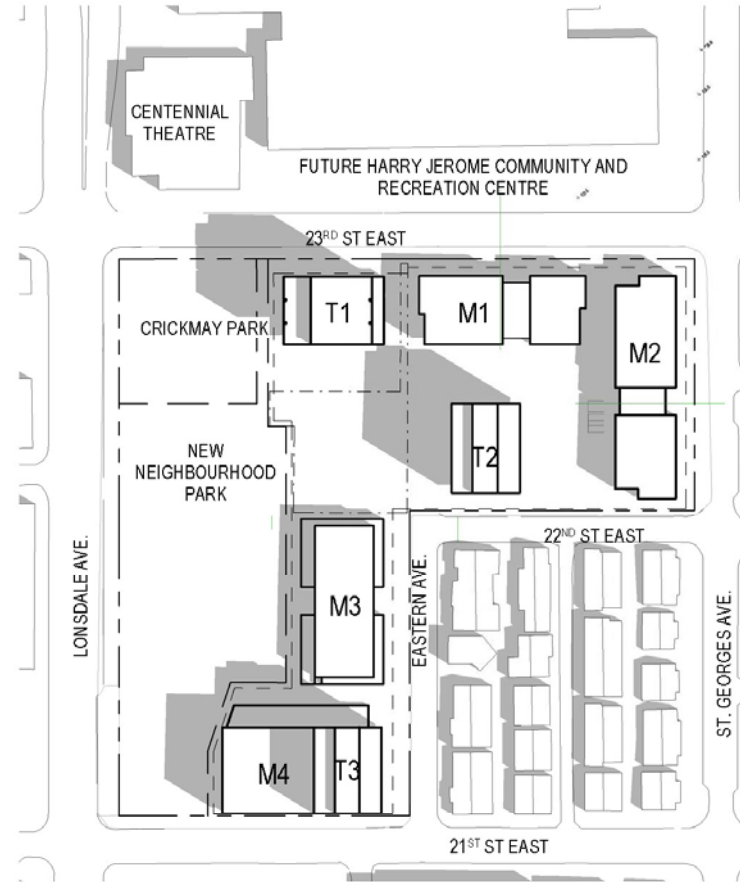 CENTENNIAL
THEATRE
FUTURE HARRY JEROME COMMUNITY AND
RECREATION CENTRE
23RD ST EAST
CRICKMAY PARK
T1
M1
M2
NEW
NEIGHBOURHOOD
PARK
T2
22ND ST EAST
LONSDALE AVE.
M3
EASTERN AVE.
ST. GEORGES AVE.
M4
T3
21ST ST EAST